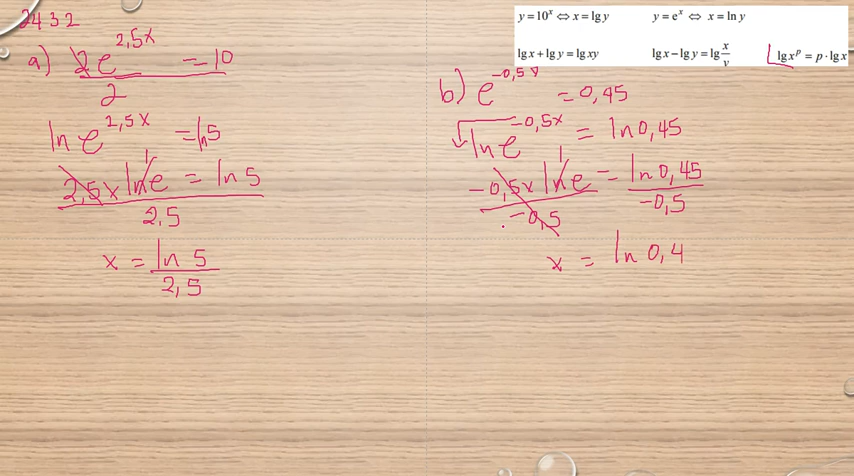 2432
a) 2e^{2,5x} = 10
2
ln e^{2,5x} = ln 5
2,5x ln e = ln 5
1
2,5
x = ln 5
2,5
y = 10^x ⇔ x = lg y
y = e^x ⇔ x = ln y
lg x + lg y = lg xy
lg x − lg y = lg x/y
lg x^p = p · lg x
b) e^{-0,5x} = 0,45
ln e^{-0,5x} = ln 0,45
1
-0,5x ln e = ln 0,45
-0,5 -0,5
x = ln 0,4